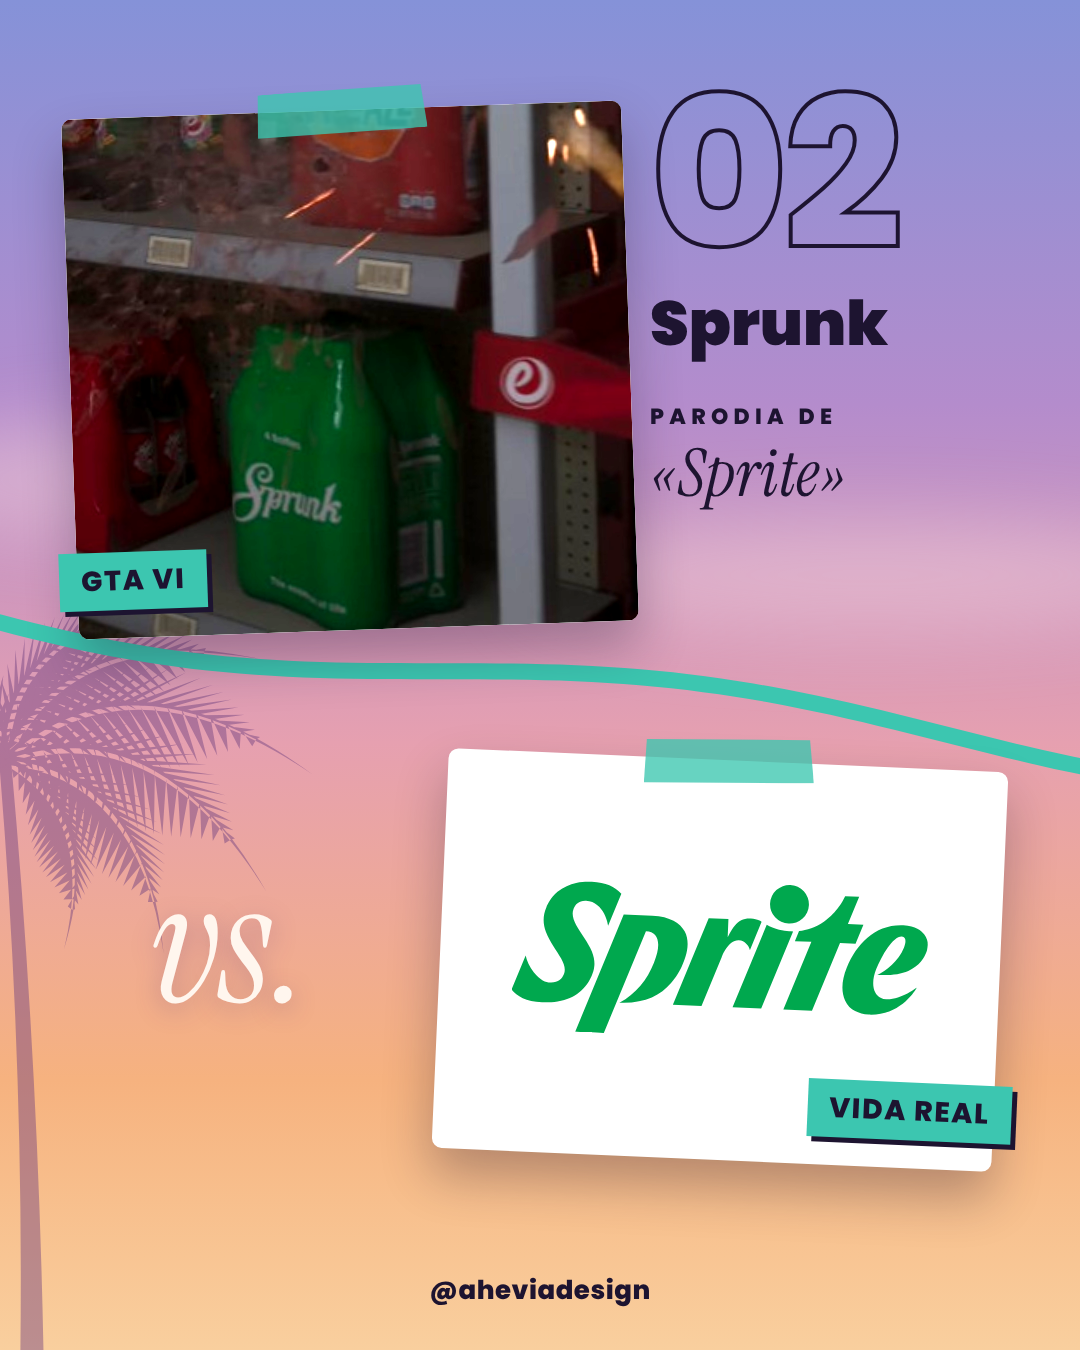 02
Sprunk
PARODIA DE
«Sprite»
Sprunk
GTA VI
vs.
Sprite
VIDA REAL
@aheviadesign